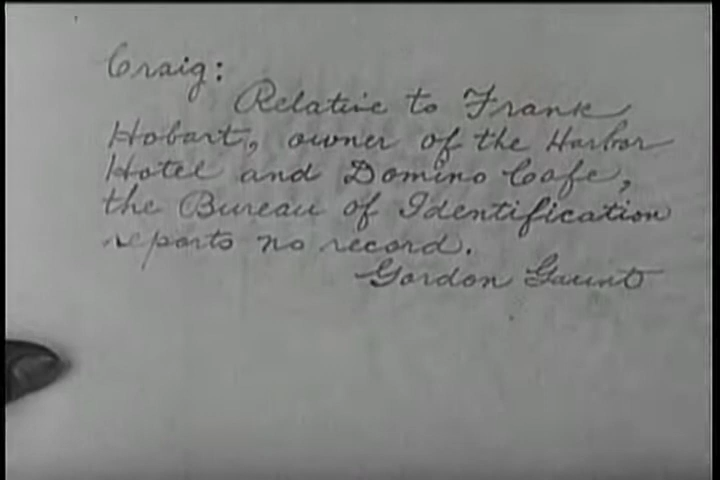 Craig:
Relative to Frank
Hobart, owner of the Harbor
Hotel and Domino Cafe,
the Bureau of Identification
reports no record.
Gordon Gaunt